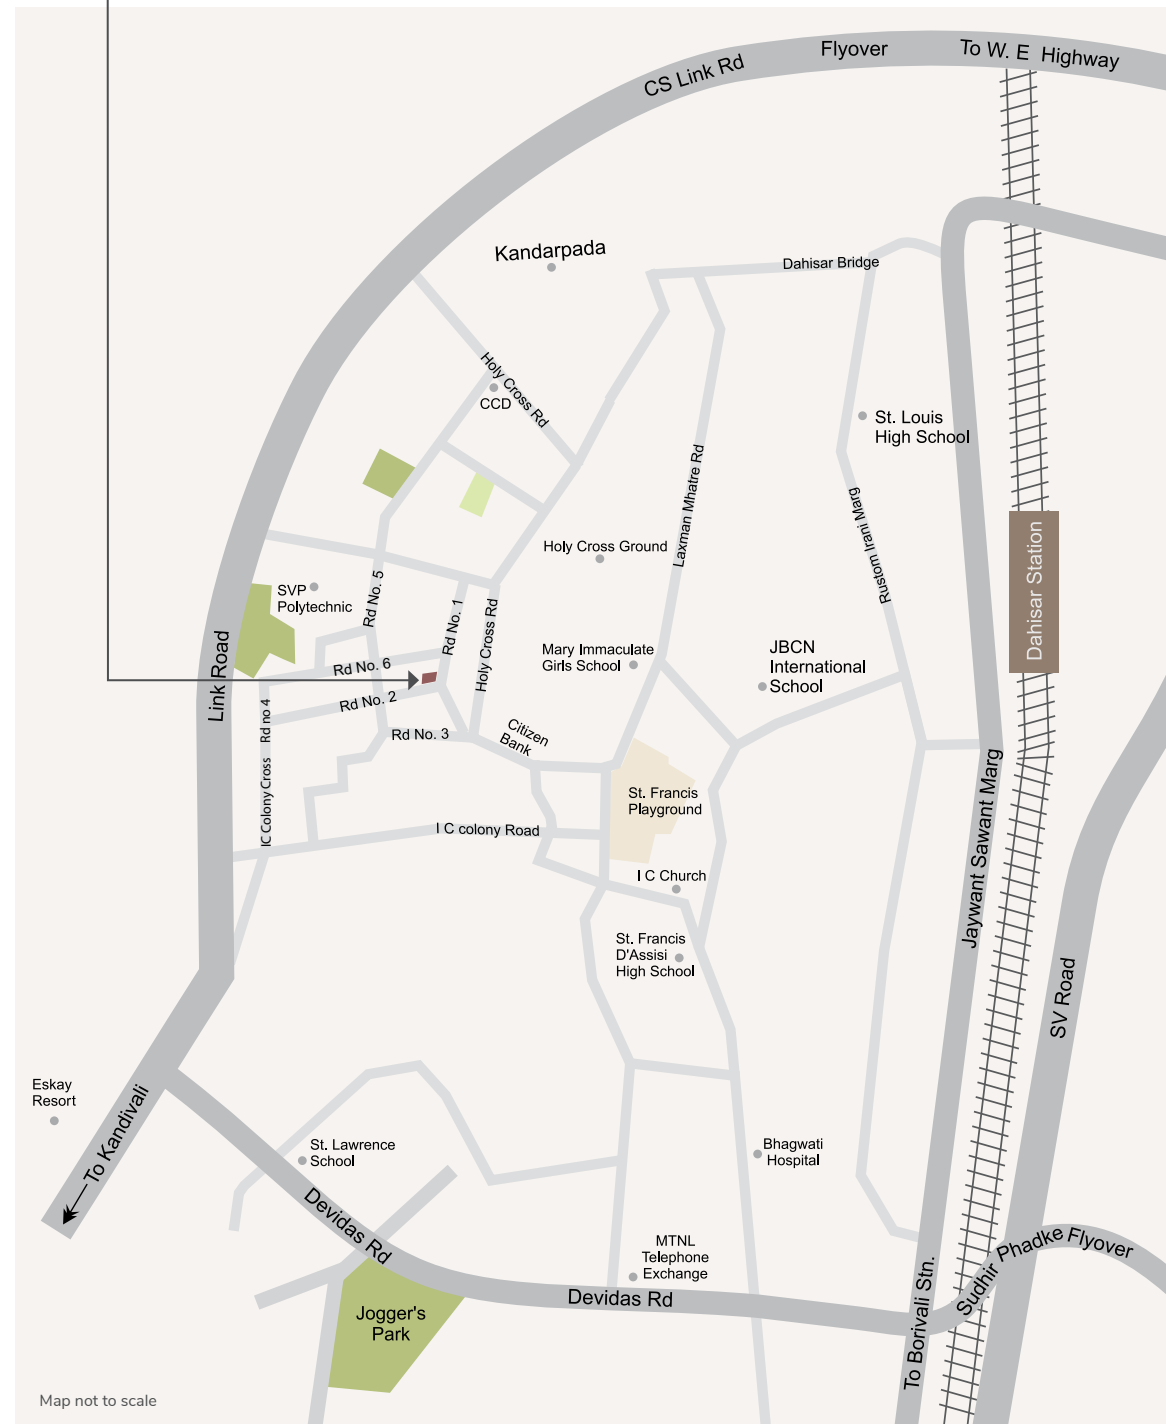 CS Link Rd
Flyover
To W. E Highway
Kandarpada
Dahisar Bridge
Holy Cross Rd
CCD
St. Louis
High School
Laxman Mhatre Rd
Rustom Irani Marg
Holy Cross Ground
Dahisar Station
SVP
Polytechnic
Rd No. 5
Rd No. 1
Holy Cross Rd
Mary Immaculate
Girls School
JBCN
International
School
Link Road
Rd No. 6
Rd No. 2
Rd no 4
IC Colony Cross
Rd No. 3
Citizen
Bank
St. Francis
Playground
I C colony Road
Jaywant Sawant Marg
I C Church
St. Francis
D'Assisi
High School
SV Road
Eskay
Resort
To Kandivali
St. Lawrence
School
Bhagwati
Hospital
Devidas Rd
MTNL
Telephone
Exchange
Sudhir Phadke Flyover
Devidas Rd
To Borivali Stn.
Jogger's
Park
Map not to scale